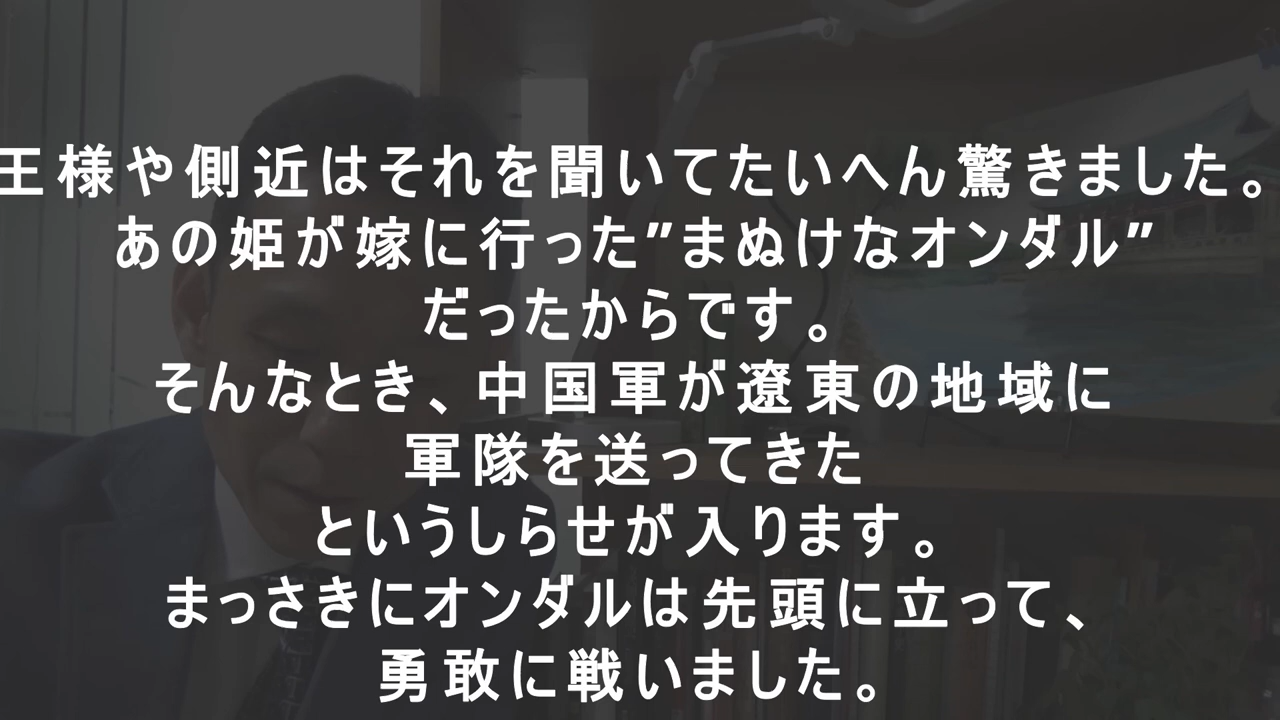 王様や側近はそれを聞いてたいへん驚きました。
あの姫が嫁に行った”まぬけなオンダル”
だったからです。
そんなとき、中国軍が遼東の地域に
軍隊を送ってきた
というしらせが入ります。
まっさきにオンダルは先頭に立って、
勇敢に戦いました。